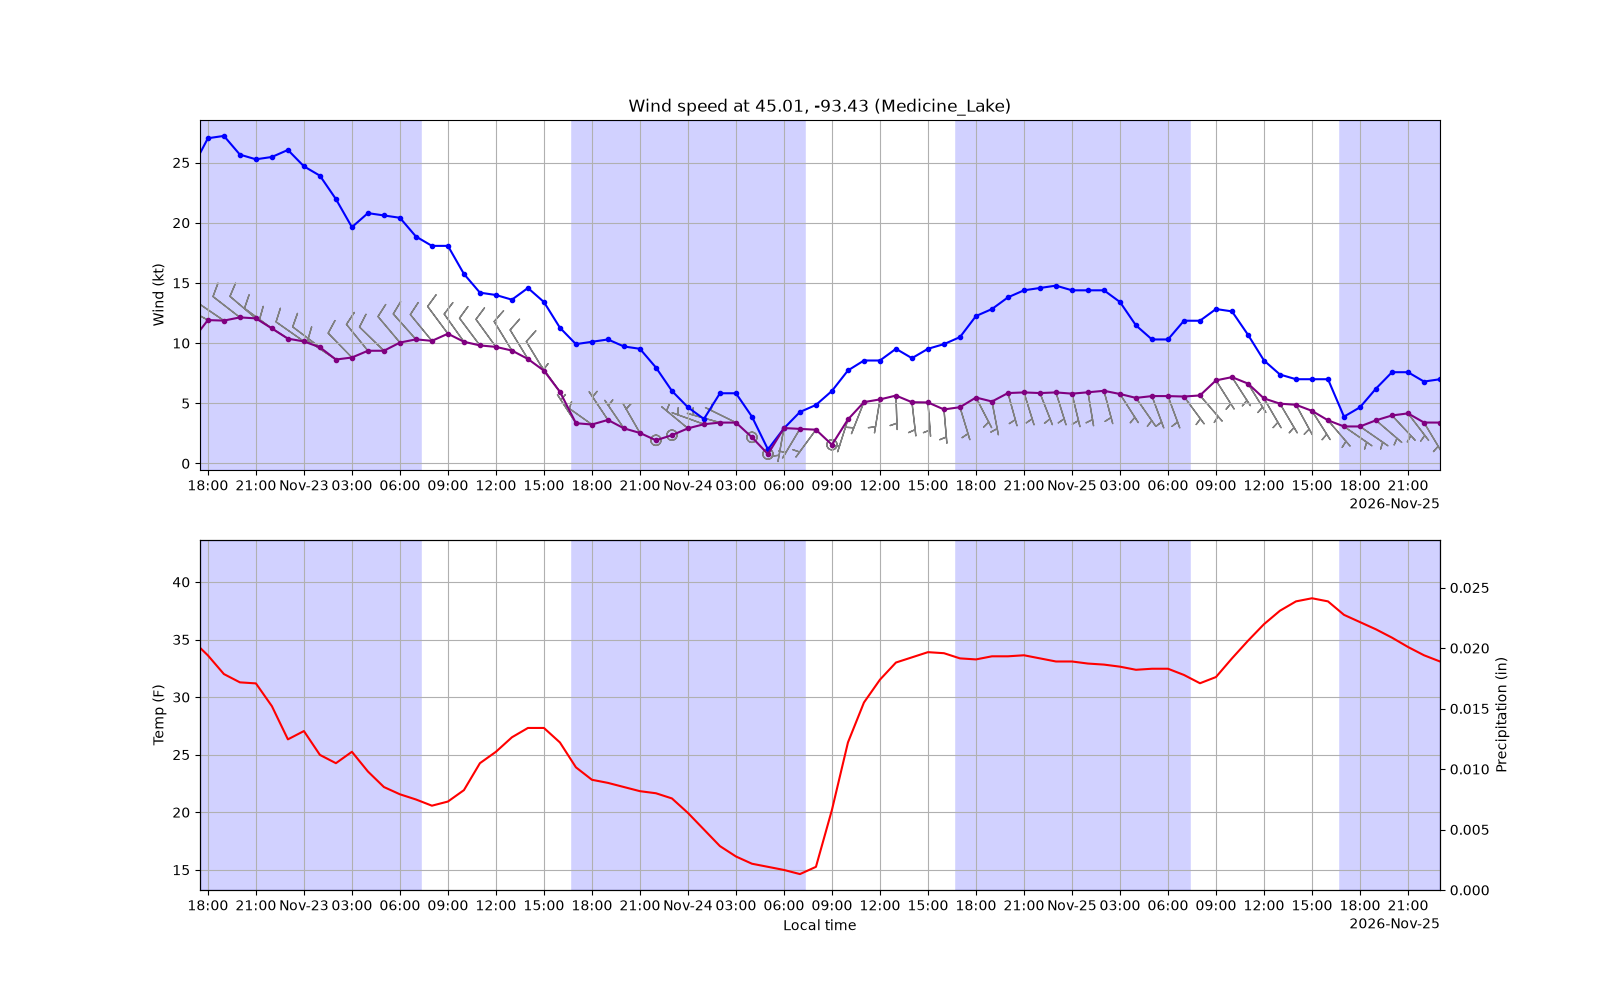 Wind speed at 45.01, -93.43 (Medicine_Lake)
Wind (kt)
25
20
15
10
5
0
18:00 21:00 Nov-23 03:00 06:00 09:00 12:00 15:00 18:00 21:00 Nov-24 03:00 06:00 09:00 12:00 15:00 18:00 21:00 Nov-25 03:00 06:00 09:00 12:00 15:00 18:00 21:00
2026-Nov-25
Temp (F)
40
35
30
25
20
15
0.025
0.020
0.015
0.010
0.005
0.000
Precipitation (in)
18:00 21:00 Nov-23 03:00 06:00 09:00 12:00 15:00 18:00 21:00 Nov-24 03:00 06:00 09:00 12:00 15:00 18:00 21:00 Nov-25 03:00 06:00 09:00 12:00 15:00 18:00 21:00
Local time
2026-Nov-25